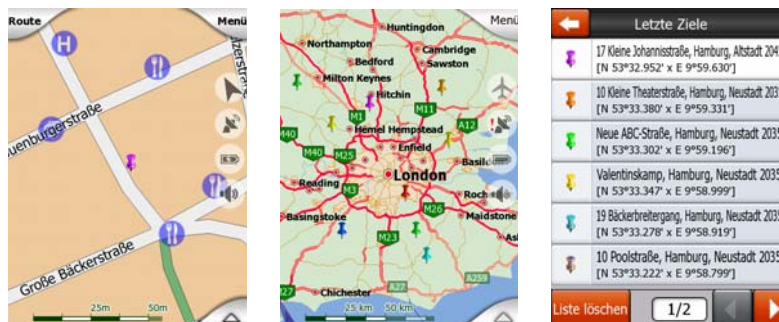 Route
Menü
H
uenburgerstraße
Große Bäckerstraße
25m
50m
Menü
Huntingdon
Northampton
Cambridge
Bedford
Sawston
Milton Keynes
Hitchin
M11
M1
A12
M40
Hemel Hempstead
Enfield
M40
M25
Basil
London
Reading
M3
Roch
M26
Basingstoke
Maidstone
M23
As
A259
M27
A27
Chichester
25 km
50 km
Letzte Ziele
17 Kleine Johannisstraße, Hamburg, Altstadt 204
[N 53°32.952' x E 9°59.630']
10 Kleine Theaterstraße, Hamburg, Neustadt 203
[N 53°33.380' x E 9°59.331']
Neue ABC-Straße, Hamburg, Neustadt 2035
[N 53°33.302' x E 9°59.196']
Valentinskamp, Hamburg, Neustadt 2035
[N 53°33.347' x E 9°58.999']
19 Bäckerbreitergang, Hamburg, Neustadt 203
[N 53°33.278' x E 9°58.919']
10 Poolstraße, Hamburg, Neustadt 2035
[N 53°33.222' x E 9°58.799']
Liste löschen
1/2